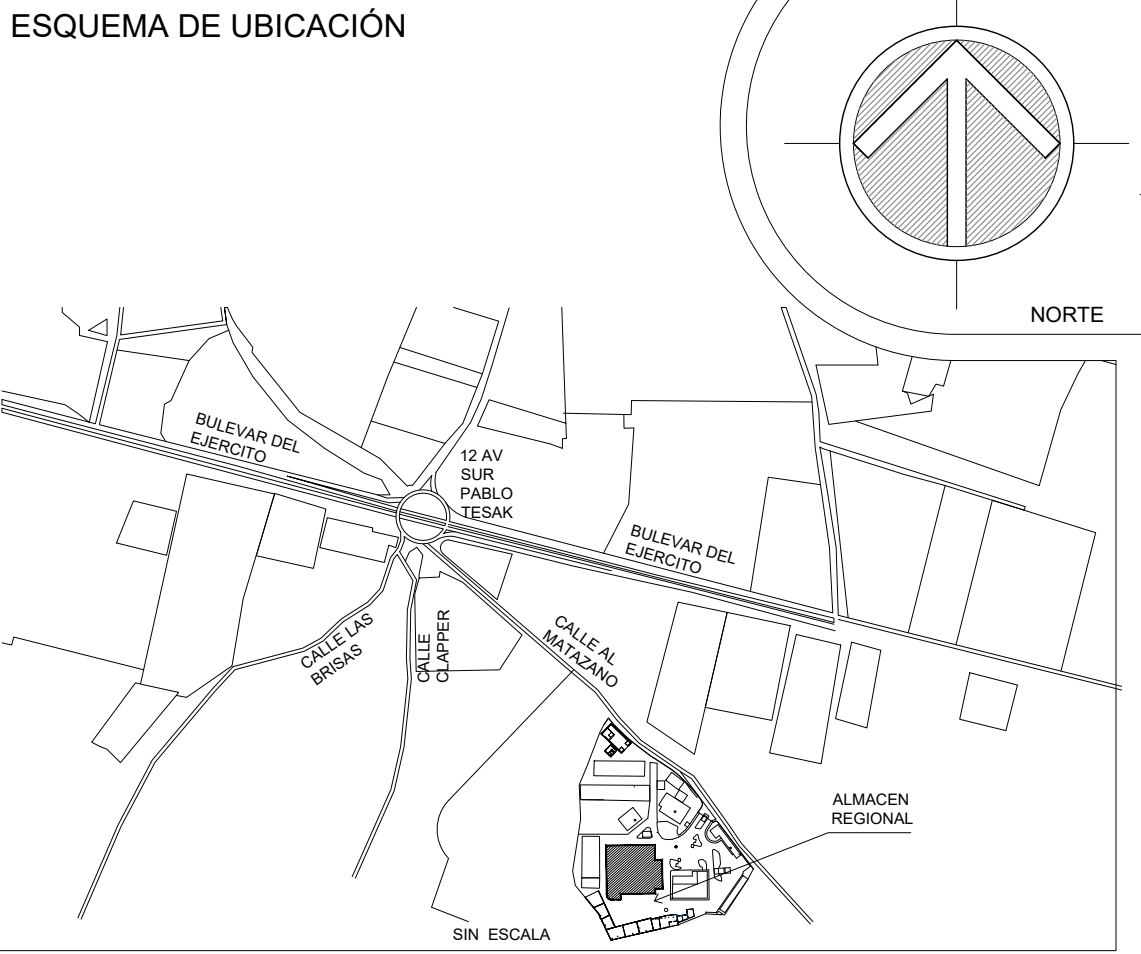 ESQUEMA DE UBICACIÓN
NORTE
BULEVAR DEL
EJERCITO
12 AV
SUR
PABLO
TESAK
BULEVAR DEL
EJERCITO
CALLE LAS
BRISAS
CALLE
CLAPPER
CALLE AL
MATAZANO
ALMACEN
REGIONAL
SIN ESCALA